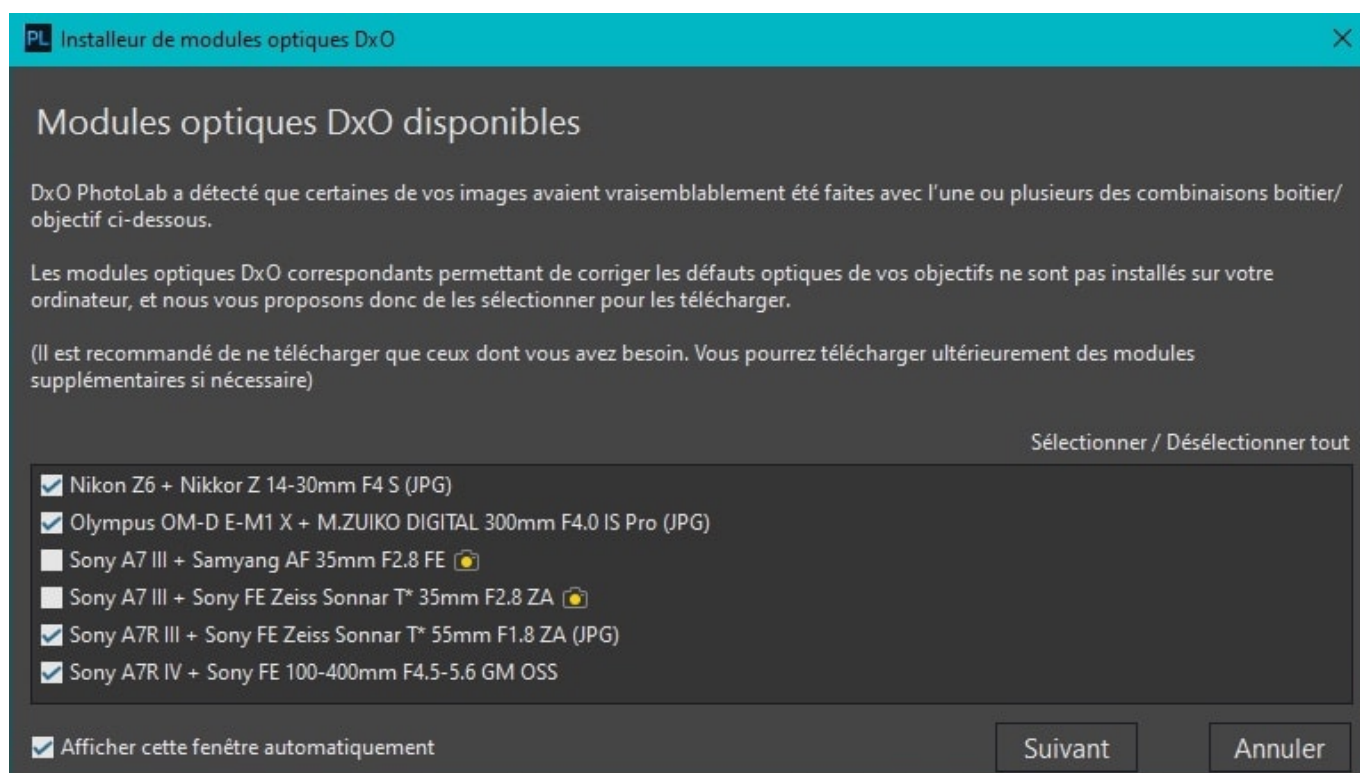 PL Installeur de modules optiques DxO
Modules optiques DxO disponibles
DxO PhotoLab a détecté que certaines de vos images avaient vraisemblablement été faites avec l'une ou plusieurs des combinaisons boitier/
objectif ci-dessous.
Les modules optiques DxO correspondants permettant de corriger les défauts optiques de vos objectifs ne sont pas installés sur votre
ordinateur, et nous vous proposons donc de les sélectionner pour les télécharger.
(Il est recommandé de ne télécharger que ceux dont vous avez besoin. Vous pourrez télécharger ultérieurement des modules
supplémentaires si nécessaire)
Sélectionner / Désélectionner tout
Nikon Z6 + Nikkor Z 14-30mm F4 S (JPG)
Olympus OM-D E-M1 X + M.ZUIKO DIGITAL 300mm F4.0 IS Pro (JPG)
Sony A7 III + Samyang AF 35mm F2.8 FE
Sony A7 III + Sony FE Zeiss Sonnar T* 35mm F2.8 ZA
Sony A7R III + Sony FE Zeiss Sonnar T* 55mm F1.8 ZA (JPG)
Sony A7R IV + Sony FE 100-400mm F4.5-5.6 GM OSS
Afficher cette fenêtre automatiquement
Suivant
Annuler